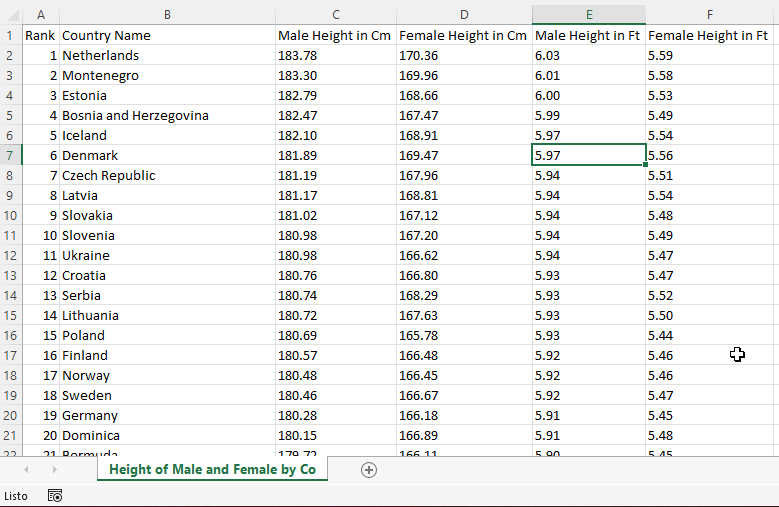 A B C D E F
1 Rank Country Name Male Height in Cm Female Height in Cm Male Height in Ft Female Height in Ft
2 1 Netherlands 183.78 170.36 6.03 5.59
3 2 Montenegro 183.30 169.96 6.01 5.58
4 3 Estonia 182.79 168.66 6.00 5.53
5 4 Bosnia and Herzegovina 182.47 167.47 5.99 5.49
6 5 Iceland 182.10 168.91 5.97 5.54
7 6 Denmark 181.89 169.47 5.97 5.56
8 7 Czech Republic 181.19 167.96 5.94 5.51
9 8 Latvia 181.17 168.81 5.94 5.54
10 9 Slovakia 181.02 167.12 5.94 5.48
11 10 Slovenia 180.98 167.20 5.94 5.49
12 11 Ukraine 180.98 166.62 5.94 5.47
13 12 Croatia 180.76 166.80 5.93 5.47
14 13 Serbia 180.74 168.29 5.93 5.52
15 14 Lithuania 180.72 167.63 5.93 5.50
16 15 Poland 180.69 165.78 5.93 5.44
17 16 Finland 180.57 166.48 5.92 5.46
18 17 Norway 180.48 166.45 5.92 5.46
19 18 Sweden 180.46 166.67 5.92 5.47
20 19 Germany 180.28 166.18 5.91 5.45
21 20 Dominica 180.15 166.89 5.91 5.48
22 21 Bermuda 179.72 166.11 5.90 5.45
Height of Male and Female by Co
Listo